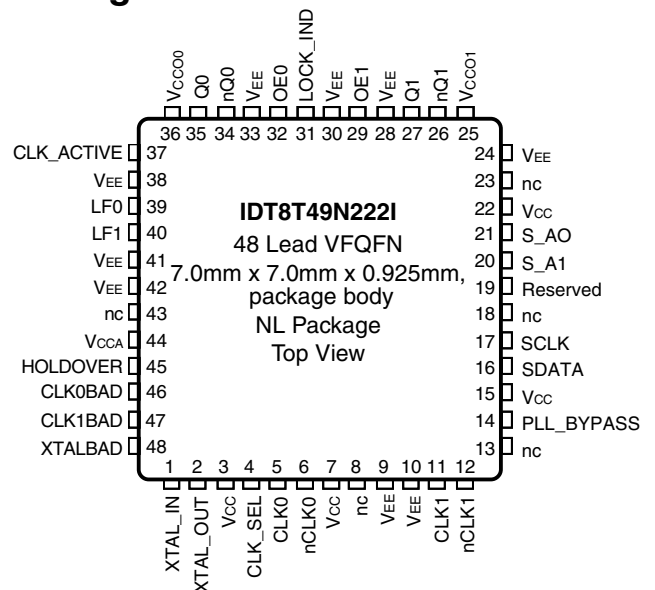 g
VCCO0
Q0
nQ0
VEE
OE0
LOCK_IND
VEE
OE1
VEE
Q1
nQ1
VCCO1
36 35 34 33 32 31 30 29 28 27 26 25
CLK_ACTIVE 37
VEE 38
LF0 39
LF1 40
VEE 41
VEE 42
nc 43
VCCA 44
HOLDOVER 45
CLK0BAD 46
CLK1BAD 47
XTALBAD 48
IDT8T49N222I
48 Lead VFQFN
7.0mm x 7.0mm x 0.925mm,
package body
NL Package
Top View
24 VEE
23 nc
22 VCC
21 S_AO
20 S_A1
19 Reserved
18 nc
17 SCLK
16 SDATA
15 VCC
14 PLL_BYPASS
13 nc
1 2 3 4 5 6 7 8 9 10 11 12
XTAL_IN
XTAL_OUT
VCC
CLK_SEL
CLK0
nCLK0
VCC
nc
VEE
VEE
CLK1
nCLK1